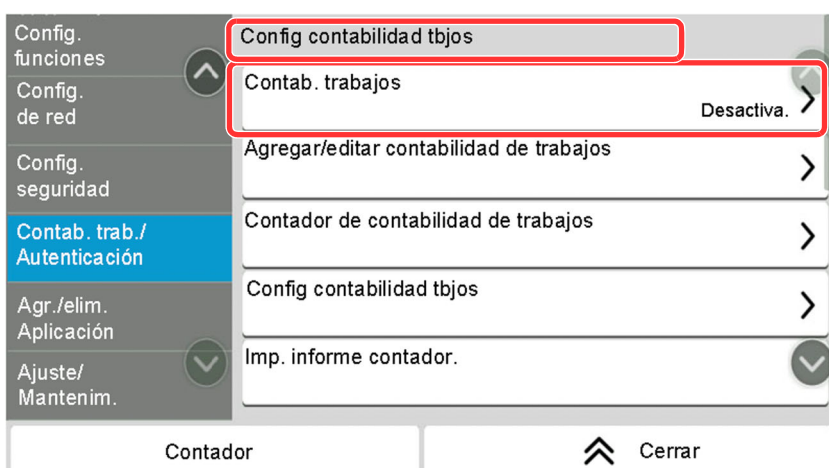 Config.
funciones
Config.
de red
Config.
seguridad
Contab. trab./
Autenticación
Agr./elim.
Aplicación
Ajuste/
Mantenim.
Config contabilidad tbjos
Contab. trabajos
Desactiva.
Agregar/editar contabilidad de trabajos
Contador de contabilidad de trabajos
Config contabilidad tbjos
Imp. informe contador.
Contador
Cerrar